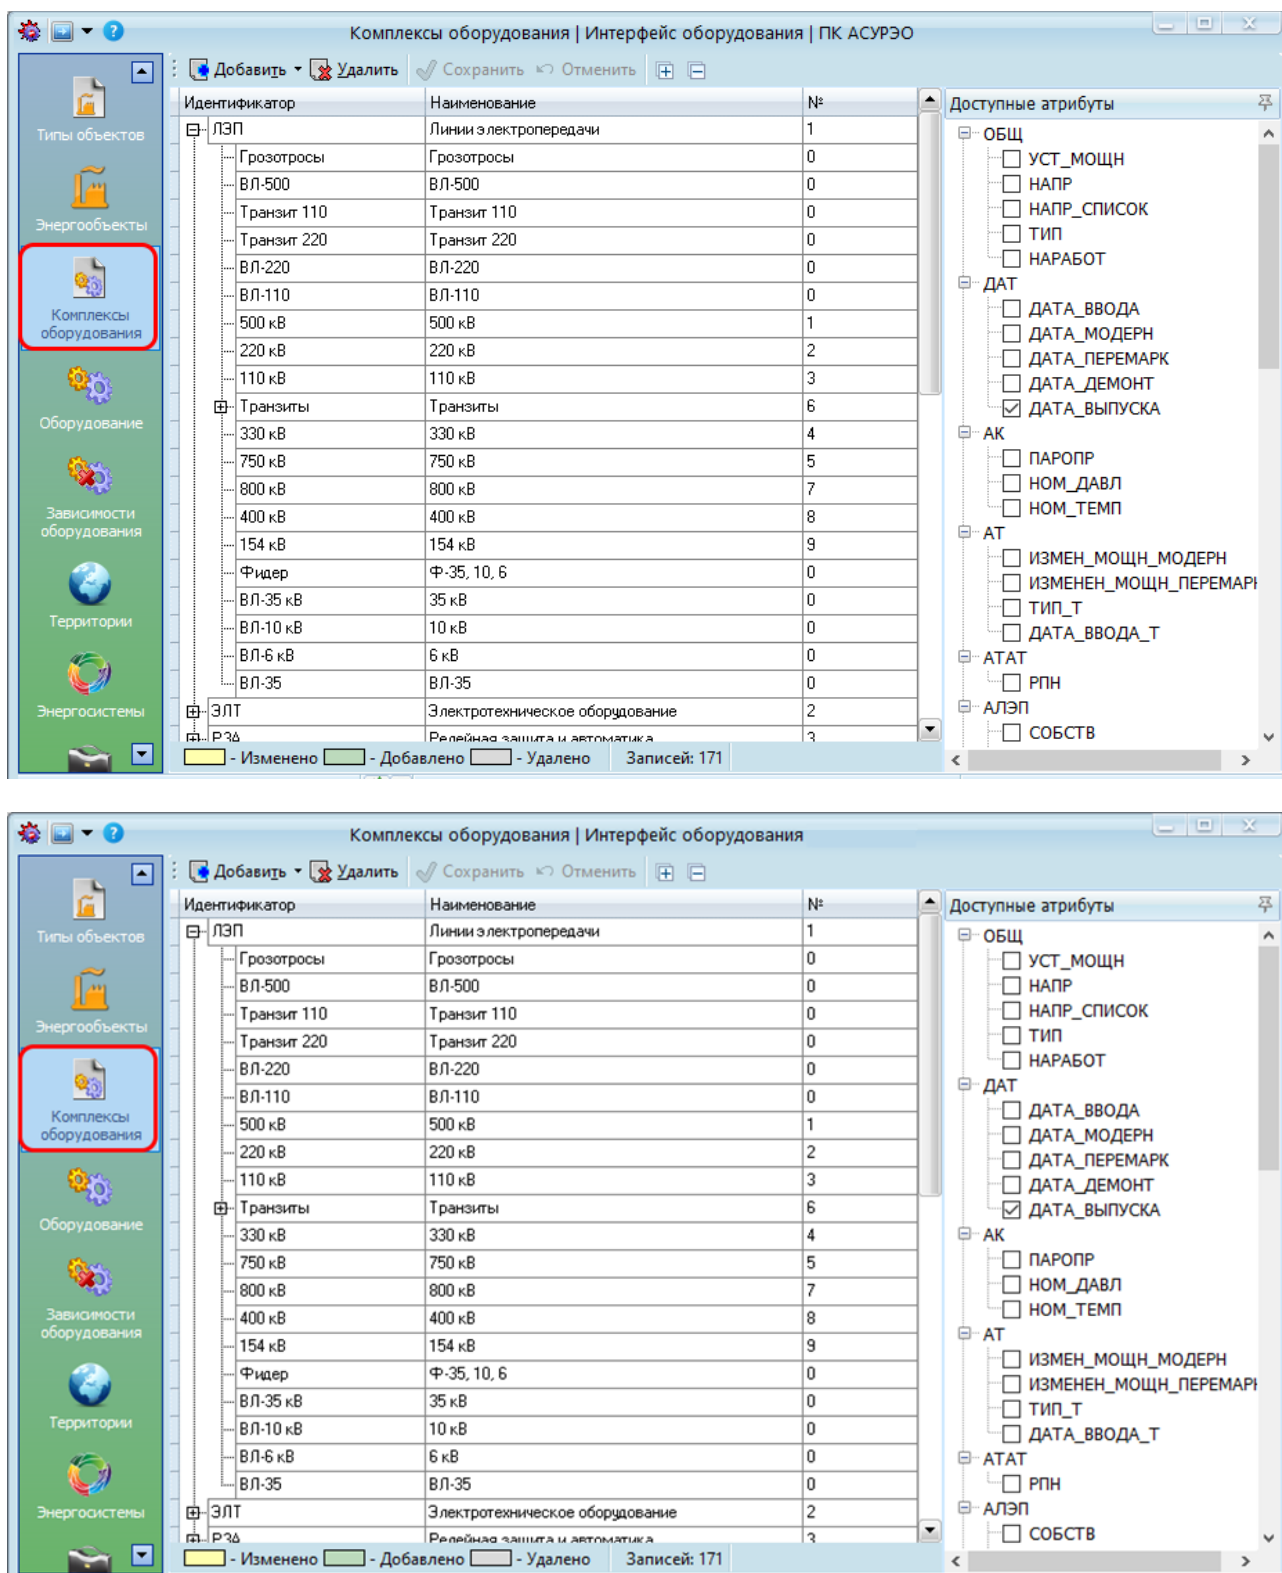 Комплексы оборудования | Интерфейс оборудования | ПК АСУРЭО
Добавить Удалить Сохранить Отменить
Типы объектов
Энергообъекты
Комплексы
оборудования
Оборудование
Зависимости
оборудования
Территории
Энергосистемы
Идентификатор Наименование №
ЛЭП Линии электропередачи 1
Грозотросы Грозотросы 0
ВЛ-500 ВЛ-500 0
Транзит 110 Транзит 110 0
Транзит 220 Транзит 220 0
ВЛ-220 ВЛ-220 0
ВЛ-110 ВЛ-110 0
500 кВ 500 кВ 1
220 кВ 220 кВ 2
110 кВ 110 кВ 3
Транзиты Транзиты 6
330 кВ 330 кВ 4
750 кВ 750 кВ 5
800 кВ 800 кВ 7
400 кВ 400 кВ 8
154 кВ 154 кВ 9
Фидер Ф-35, 10, 6 0
ВЛ-35 кВ 35 кВ 0
ВЛ-10 кВ 10 кВ 0
ВЛ-6 кВ 6 кВ 0
ВЛ-35 ВЛ-35 0
ЭЛТ Электротехническое оборудование 2
РЗА Релейная защита и автоматика 3
- Изменено - Добавлено - Удалено Записей: 171
Доступные атрибуты
ОБЩ
УСТ_МОЩН
НАПР
НАПР_СПИСОК
ТИП
НАРАБОТ
ДАТ
ДАТА_ВВОДА
ДАТА_МОДЕРН
ДАТА_ПЕРЕМАРК
ДАТА_ДЕМОНТ
ДАТА_ВЫПУСКА
АК
ПАРОПР
НОМ_ДАВЛ
НОМ_ТЕМП
АТ
ИЗМЕН_МОЩН_МОДЕРН
ИЗМЕНЕН_МОЩН_ПЕРЕМАРК
ТИП_Т
ДАТА_ВВОДА_Т
АТАТ
РПН
АЛЭП
СОБСТВ
Комплексы оборудования | Интерфейс оборудования
Добавить Удалить Сохранить Отменить
Типы объектов
Энергообъекты
Комплексы
оборудования
Оборудование
Зависимости
оборудования
Территории
Энергосистемы
Идентификатор Наименование №
ЛЭП Линии электропередачи 1
Грозотросы Грозотросы 0
ВЛ-500 ВЛ-500 0
Транзит 110 Транзит 110 0
Транзит 220 Транзит 220 0
ВЛ-220 ВЛ-220 0
ВЛ-110 ВЛ-110 0
500 кВ 500 кВ 1
220 кВ 220 кВ 2
110 кВ 110 кВ 3
Транзиты Транзиты 6
330 кВ 330 кВ 4
750 кВ 750 кВ 5
800 кВ 800 кВ 7
400 кВ 400 кВ 8
154 кВ 154 кВ 9
Фидер Ф-35, 10, 6 0
ВЛ-35 кВ 35 кВ 0
ВЛ-10 кВ 10 кВ 0
ВЛ-6 кВ 6 кВ 0
ВЛ-35 ВЛ-35 0
ЭЛТ Электротехническое оборудование 2
РЗА Релейная защита и автоматика 3
- Изменено - Добавлено - Удалено Записей: 171
Доступные атрибуты
ОБЩ
УСТ_МОЩН
НАПР
НАПР_СПИСОК
ТИП
НАРАБОТ
ДАТ
ДАТА_ВВОДА
ДАТА_МОДЕРН
ДАТА_ПЕРЕМАРК
ДАТА_ДЕМОНТ
ДАТА_ВЫПУСКА
АК
ПАРОПР
НОМ_ДАВЛ
НОМ_ТЕМП
АТ
ИЗМЕН_МОЩН_МОДЕРН
ИЗМЕНЕН_МОЩН_ПЕРЕМАРК
ТИП_Т
ДАТА_ВВОДА_Т
АТАТ
РПН
АЛЭП
СОБСТВ